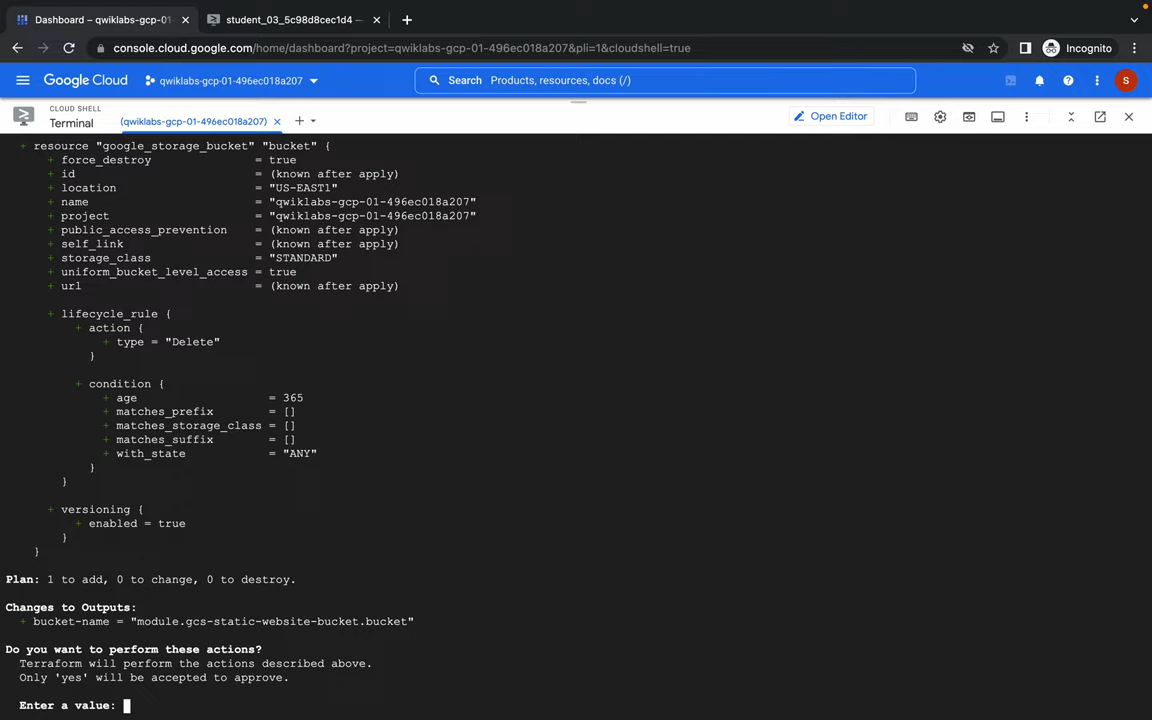 Dashboard – qwiklabs-gcp-01-
student_03_5c98d8cec1d4 –
console.cloud.google.com/home/dashboard?project=qwiklabs-gcp-01-496ec018a207&pli=1&cloudshell=true
Incognito
Google Cloud
qwiklabs-gcp-01-496ec018a207
Search Products, resources, docs (/)
S
CLOUD SHELL
Terminal
(qwiklabs-gcp-01-496ec018a207)
Open Editor
+ resource "google_storage_bucket" "bucket" {
+ force_destroy = true
+ id = (known after apply)
+ location = "US-EAST1"
+ name = "qwiklabs-gcp-01-496ec018a207"
+ project = "qwiklabs-gcp-01-496ec018a207"
+ public_access_prevention = (known after apply)
+ self_link = (known after apply)
+ storage_class = "STANDARD"
+ uniform_bucket_level_access = true
+ url = (known after apply)
+ lifecycle_rule {
+ action {
+ type = "Delete"
}
+ condition {
+ age = 365
+ matches_prefix = []
+ matches_storage_class = []
+ matches_suffix = []
+ with_state = "ANY"
}
}
+ versioning {
+ enabled = true
}
}
Plan: 1 to add, 0 to change, 0 to destroy.
Changes to Outputs:
+ bucket-name = "module.gcs-static-website-bucket.bucket"
Do you want to perform these actions?
Terraform will perform the actions described above.
Only 'yes' will be accepted to approve.
Enter a value: